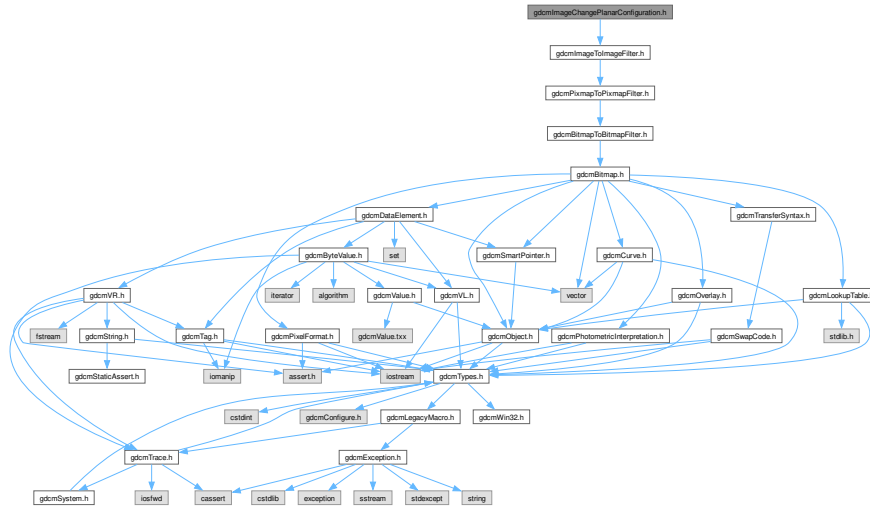 gdcmImageChangePlanarConfiguration.h
gdcmImageToImageFilter.h
gdcmPixmapToPixmapFilter.h
gdcmBitmapToBitmapFilter.h
gdcmBitmap.h
gdcmDataElement.h
gdcmTransferSyntax.h
gdcmByteValue.h
set
gdcmSmartPointer.h
gdcmCurve.h
gdcmVR.h
iterator
algorithm
gdcmValue.h
gdcmVL.h
vector
gdcmOverlay.h
gdcmLookupTable.h
fstream
gdcmString.h
gdcmTag.h
gdcmPixelFormat.h
gdcmValue.txx
gdcmObject.h
gdcmPhotometricInterpretation.h
gdcmSwapCode.h
stdlib.h
gdcmStaticAssert.h
iomanip
assert.h
iostream
gdcmTypes.h
cstdint
gdcmConfigure.h
gdcmLegacyMacro.h
gdcmWin32.h
gdcmTrace.h
gdcmException.h
gdcmSystem.h
iosfwd
cassert
cstdlib
exception
sstream
stdexcept
string